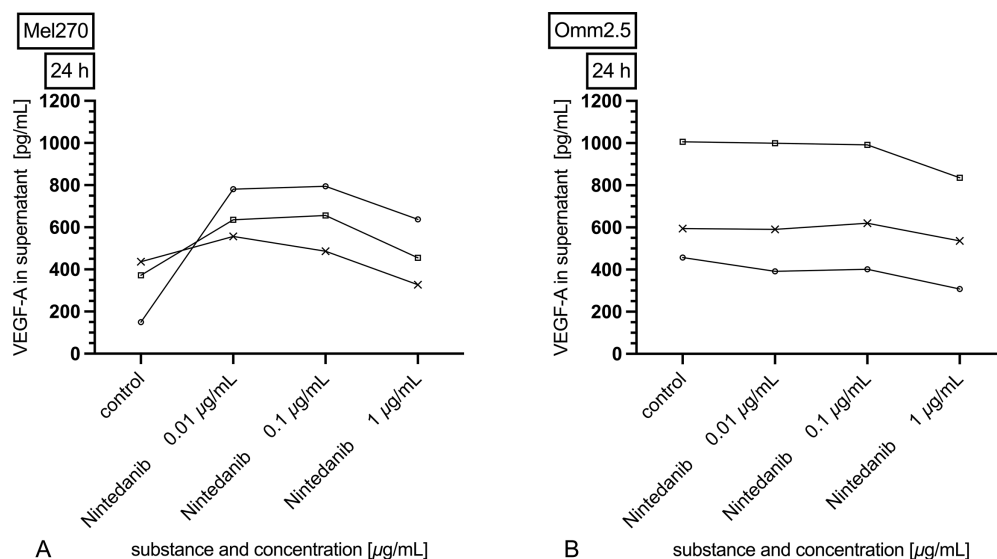 Mel270
24 h
VEGF-A in supernatant [pg/mL]
1200
1000
800
600
400
200
0
control
Nintedanib 0.01 µg/mL
Nintedanib 0.1 µg/mL
Nintedanib 1 µg/mL
A
substance and concentration [µg/mL]
Omm2.5
24 h
VEGF-A in supernatant [pg/mL]
1200
1000
800
600
400
200
0
control
Nintedanib 0.01 µg/mL
Nintedanib 0.1 µg/mL
Nintedanib 1 µg/mL
B
substance and concentration [µg/mL]